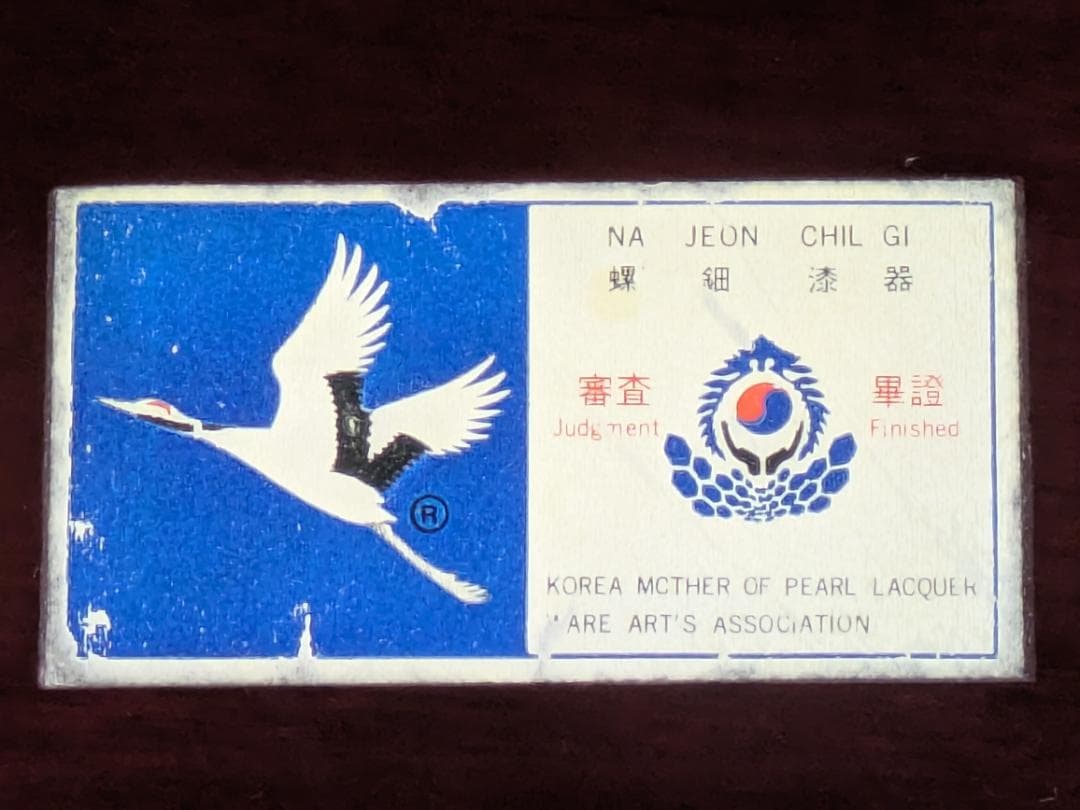 NA JEON CHIL GI
螺 鈿 漆 器
審査
Judgment
畢證
Finished
®
KOREA MOTHER OF PEARL LACQUER
WARE ART'S ASSOCIATION